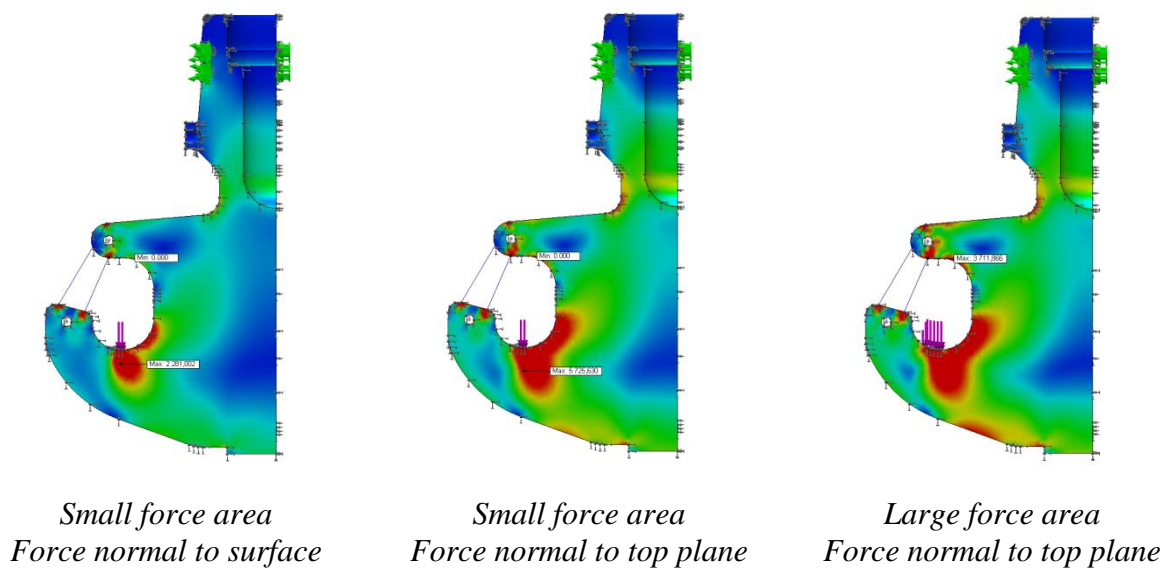 Min: 0.000
Max: 2 281,002
Min: 0.000
Max: 5 725,630
Max: 3 711,866
Small force area
Force normal to surface
Small force area
Force normal to top plane
Large force area
Force normal to top plane